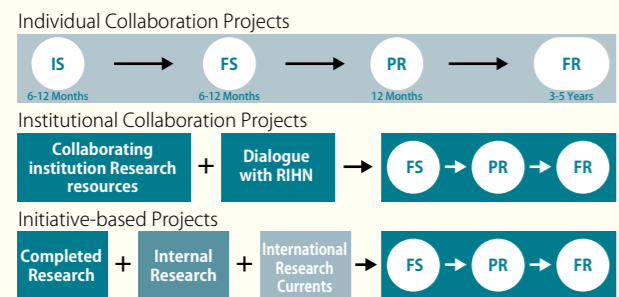 Individual Collaboration Projects
IS FS PR FR
6-12 Months 6-12 Months 12 Months 3-5 Years
Institutional Collaboration Projects
Collaborating
institution Research
resources
+
Dialogue
with RIHN
FS PR FR
Initiative-based Projects
Completed
Research
+
Internal
Research
+
International
Research
Currents
FS PR FR